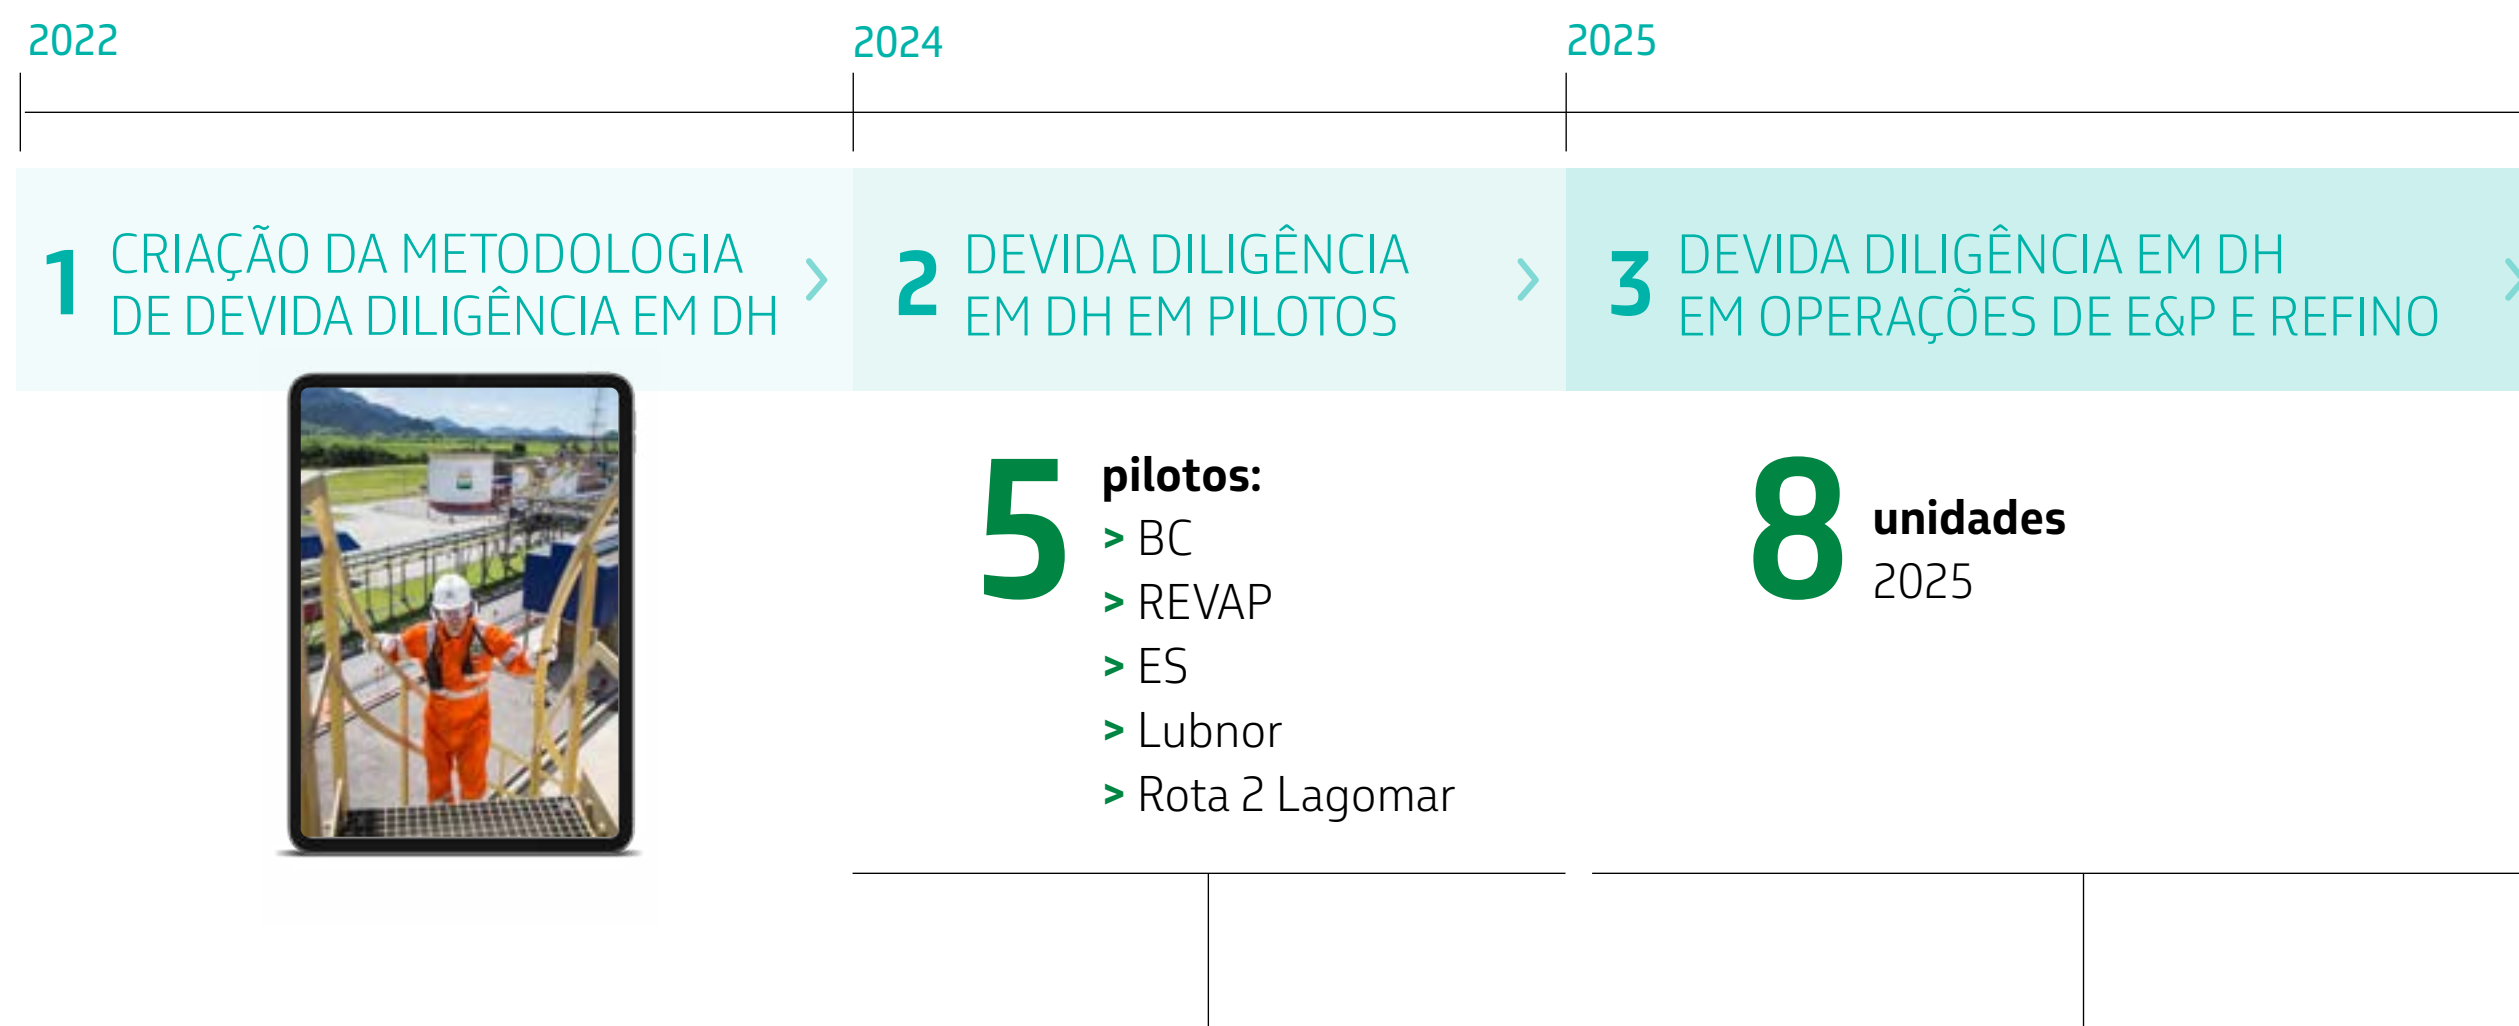 2022
2024
2025
1 CRIAÇÃO DA METODOLOGIA
DE DEVIDA DILIGÊNCIA EM DH
2 DEVIDA DILIGÊNCIA
EM DH EM PILOTOS
3 DEVIDA DILIGÊNCIA EM DH
EM OPERAÇÕES DE E&P E REFINO
5 pilotos:
> BC
> REVAP
> ES
> Lubnor
> Rota 2 Lagomar
8 unidades
2025